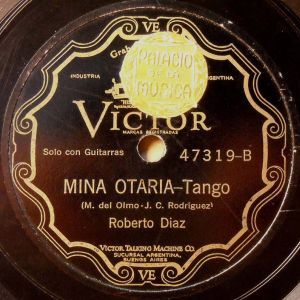 VE
PALACIO
DE LA
MUSICA
INDUSTRIA ARGENTINA
VICTOR
MARCAS REGISTRADAS
Solo con Guitarras 47319-B
MINA OTARIA-Tango
(M. del Olmo - J. C. Rodriguez)
Roberto Diaz
VICTOR TALKING MACHINE CO.
SUCURSAL ARGENTINA,
BUENOS AIRES
VE